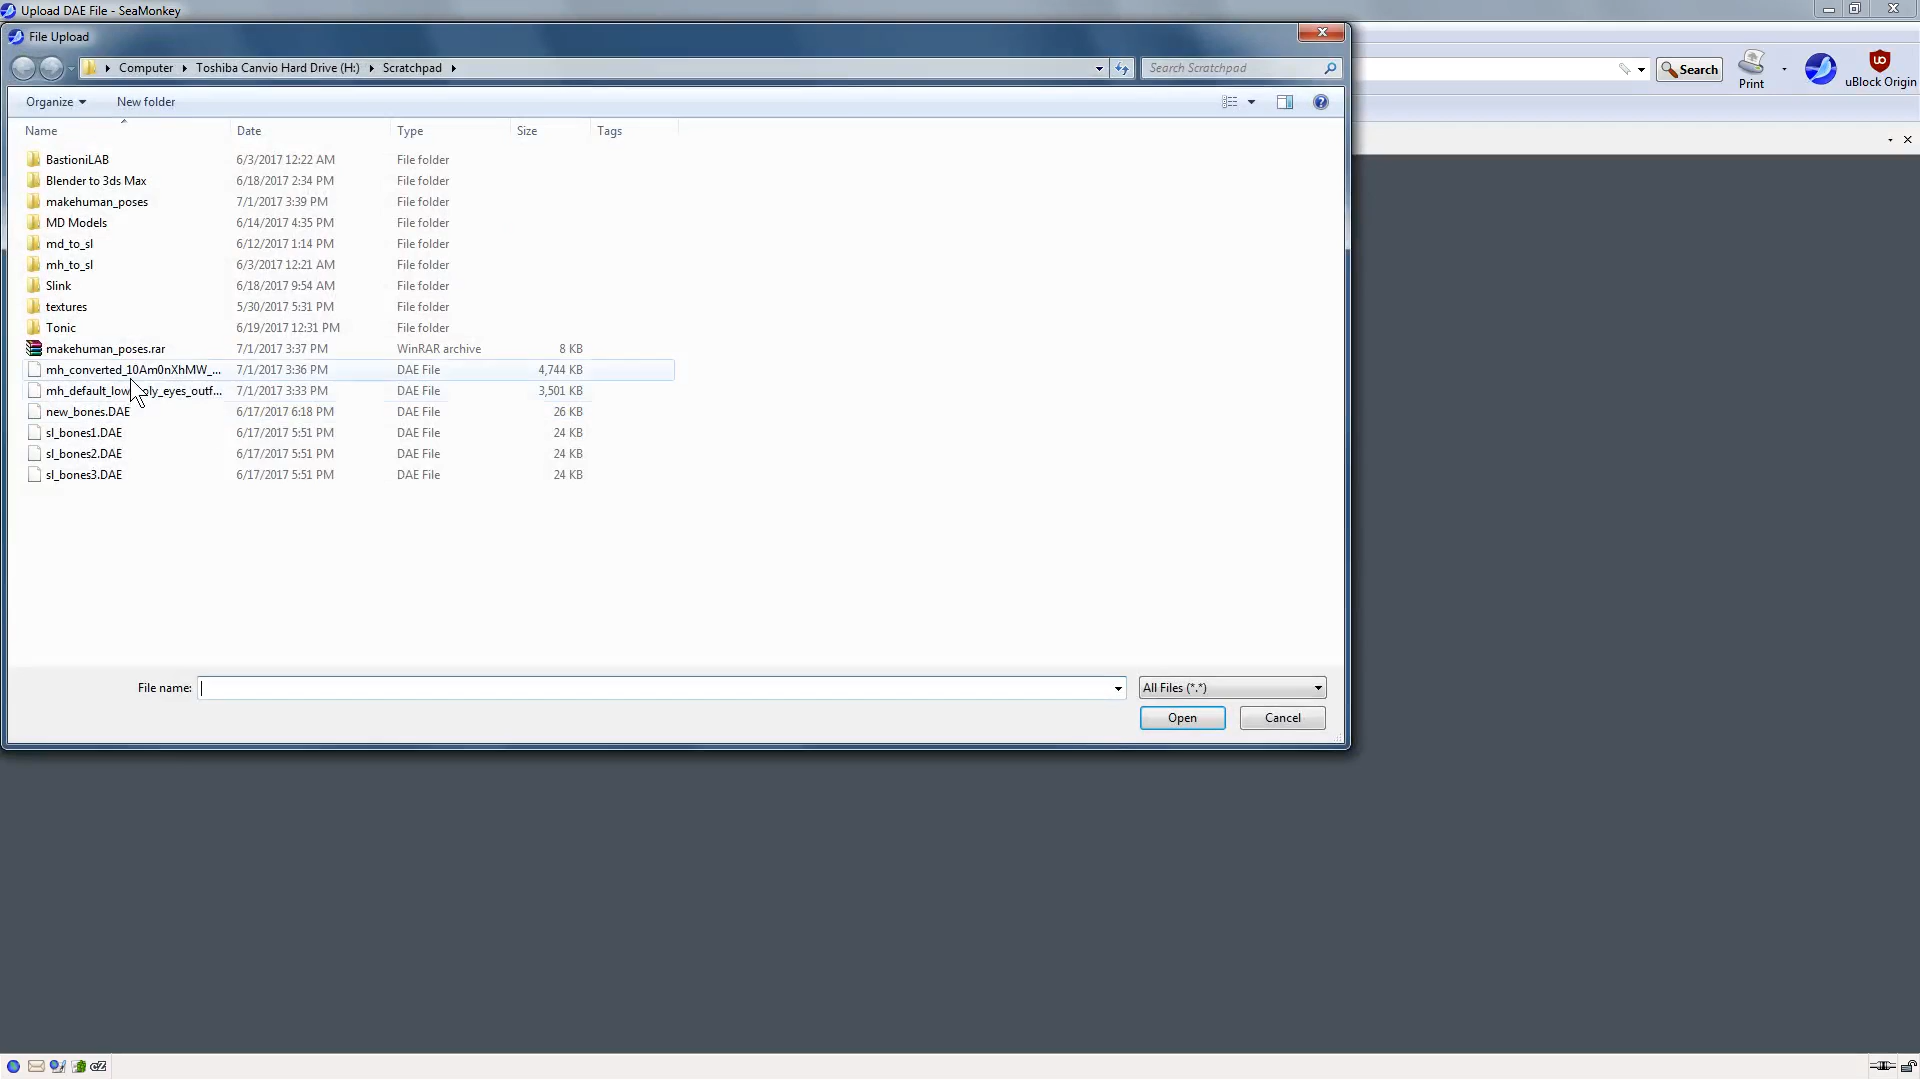 Upload DAE File - SeaMonkey
File Upload
Computer Toshiba Canvio Hard Drive (H:) Scratchpad
Search Scratchpad
Search
Print
uBlock Origin
Organize New folder
Name Date Type Size Tags
BastioniLAB 6/3/2017 12:22 AM File folder
Blender to 3ds Max 6/18/2017 2:34 PM File folder
makehuman_poses 7/1/2017 3:39 PM File folder
MD Models 6/14/2017 4:35 PM File folder
md_to_sl 6/12/2017 1:14 PM File folder
mh_to_sl 6/3/2017 12:21 AM File folder
Slink 6/18/2017 9:54 AM File folder
textures 5/30/2017 5:31 PM File folder
Tonic 6/19/2017 12:31 PM File folder
makehuman_poses.rar 7/1/2017 3:37 PM WinRAR archive 8 KB
mh_converted_10Am0nXhMW_... 7/1/2017 3:36 PM DAE File 4,744 KB
7/1/2017 3:33 PM DAE File 3,501 KB
new_bones.DAE 6/17/2017 6:18 PM DAE File 26 KB
sl_bones1.DAE 6/17/2017 5:51 PM DAE File 24 KB
sl_bones2.DAE 6/17/2017 5:51 PM DAE File 24 KB
sl_bones3.DAE 6/17/2017 5:51 PM DAE File 24 KB
File name: All Files (*.*)
Open Cancel